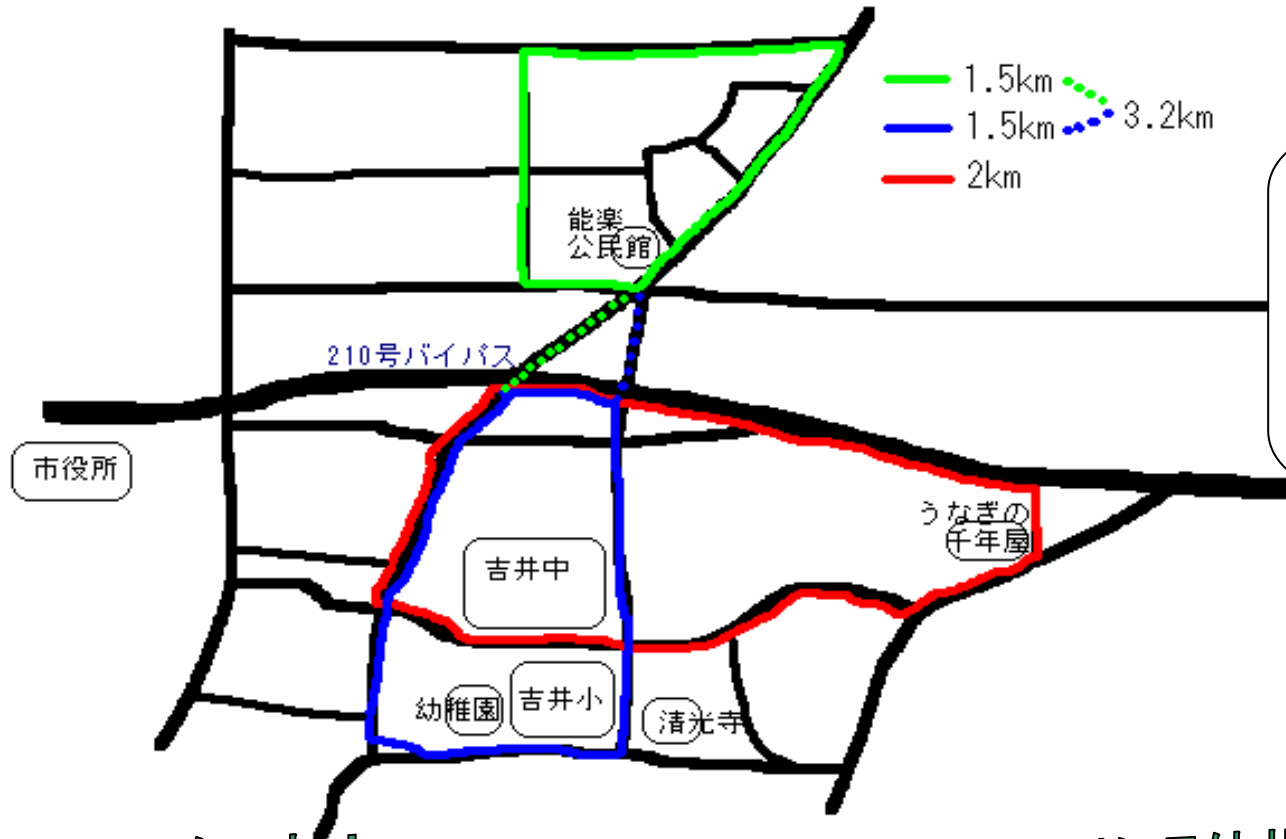 1.5km
1.5km
3.2km
2km
能楽
公民館
210号バイパス
市役所
うなぎの
千年屋
吉井中
幼稚園
吉井小
清光寺